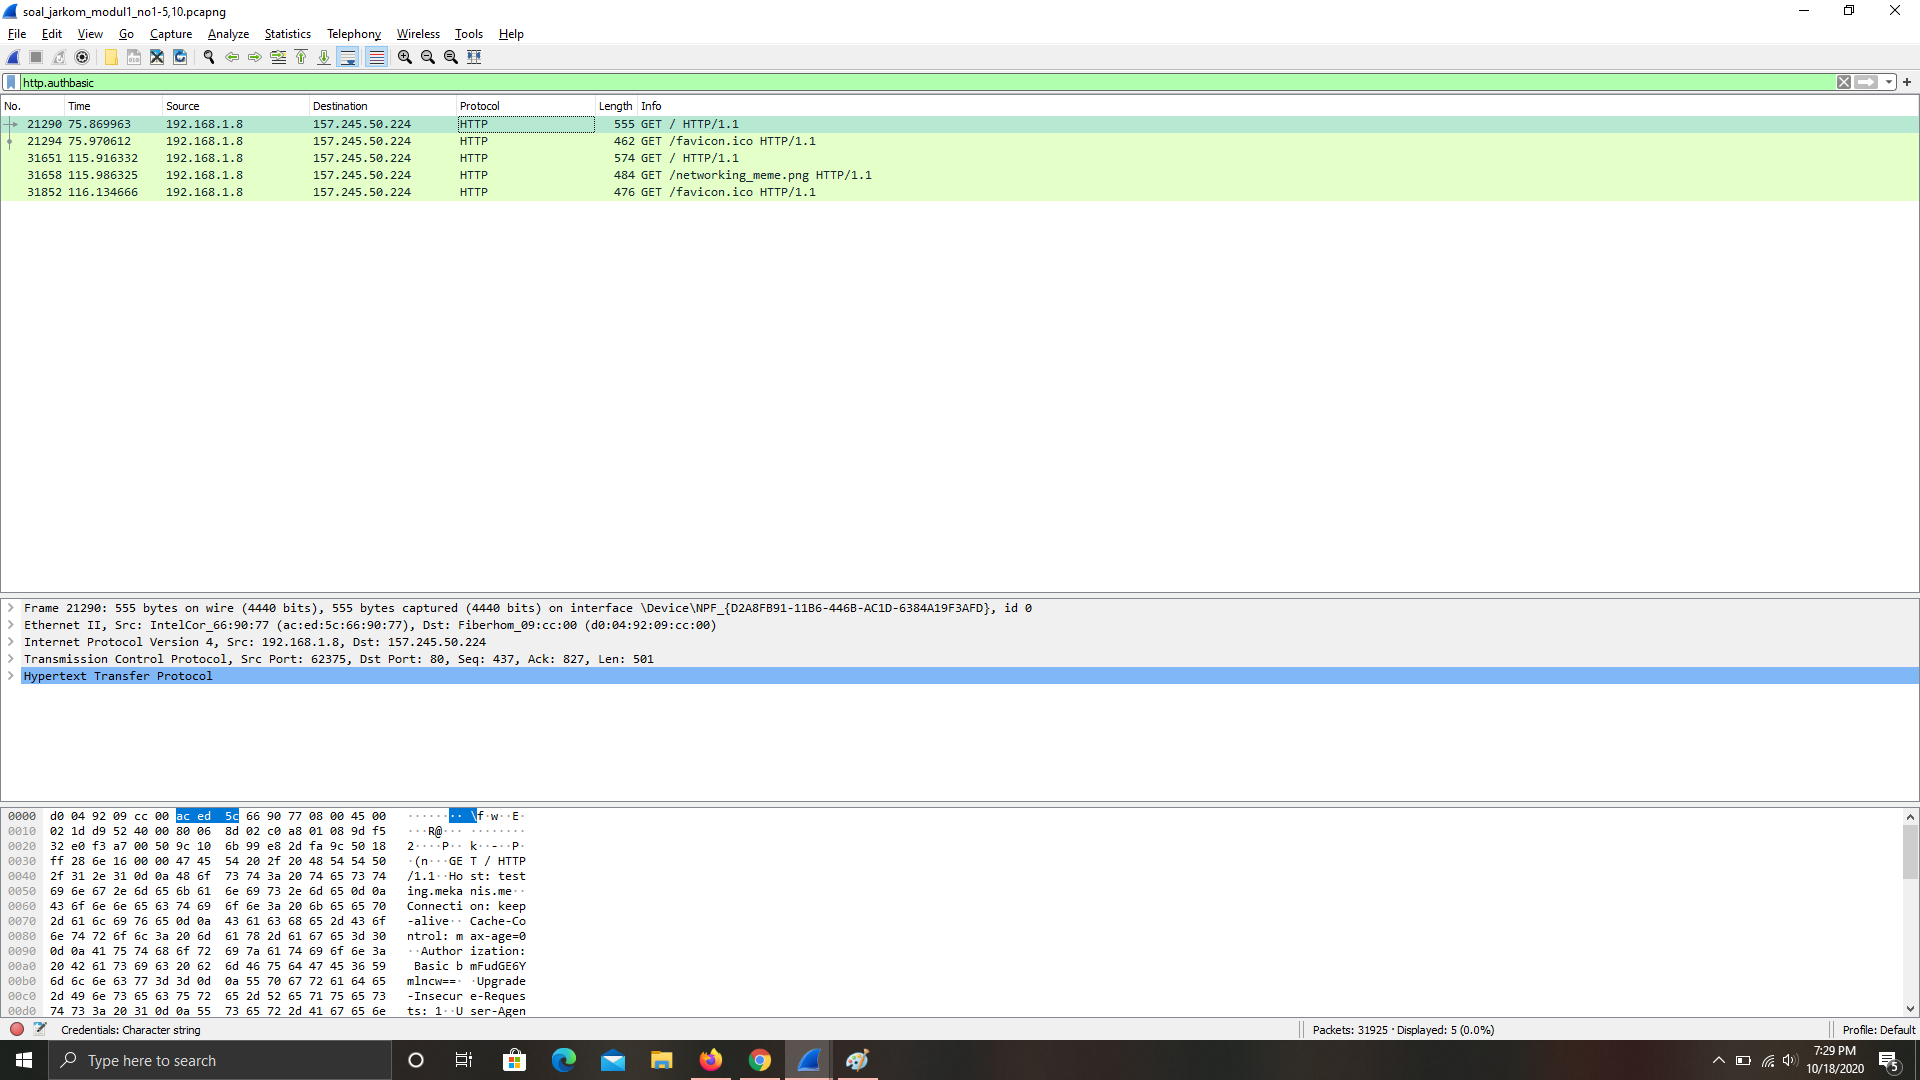 soal_jarkom_modul1_no1-5,10.pcapng
File Edit View Go Capture Analyze Statistics Telephony Wireless Tools Help
http.authbasic
No. Time Source Destination Protocol Length Info
21290 75.869963 192.168.1.8 157.245.50.224 HTTP 555 GET / HTTP/1.1
21294 75.970612 192.168.1.8 157.245.50.224 HTTP 462 GET /favicon.ico HTTP/1.1
31651 115.916332 192.168.1.8 157.245.50.224 HTTP 574 GET / HTTP/1.1
31658 115.986325 192.168.1.8 157.245.50.224 HTTP 484 GET /networking_meme.png HTTP/1.1
31852 116.134666 192.168.1.8 157.245.50.224 HTTP 476 GET /favicon.ico HTTP/1.1
Frame 21290: 555 bytes on wire (4440 bits), 555 bytes captured (4440 bits) on interface \Device\NPF_{D2A8FB91-11B6-446B-AC1D-6384A19F3AFD}, id 0
Ethernet II, Src: IntelCor_66:90:77 (ac:ed:5c:66:90:77), Dst: Fiberhom_09:cc:00 (d0:04:92:09:cc:00)
Internet Protocol Version 4, Src: 192.168.1.8, Dst: 157.245.50.224
Transmission Control Protocol, Src Port: 62375, Dst Port: 80, Seq: 437, Ack: 827, Len: 501
Hypertext Transfer Protocol
0000 d0 04 92 09 cc 00 ac ed 5c 66 90 77 08 00 45 00 ········ \f·w··E·
0010 02 1d d9 52 40 00 80 06 8d 02 c0 a8 01 08 9d f5 ···R@··· ········
0020 32 e0 f3 a7 00 50 9c 10 6b 99 e8 2d fa 9c 50 18 2····P·· k··-··P·
0030 ff 28 6e 16 00 00 47 45 54 20 2f 20 48 54 54 50 ·(n···GE T / HTTP
0040 2f 31 2e 31 0d 0a 48 6f 73 74 3a 20 74 65 73 74 /1.1··Ho st: test
0050 69 6e 67 2e 6d 65 6b 61 6e 69 73 2e 6d 65 0d 0a ing.meka nis.me··
0060 43 6f 6e 6e 65 63 74 69 6f 6e 3a 20 6b 65 65 70 Connecti on: keep
0070 2d 61 6c 69 76 65 0d 0a 43 61 63 68 65 2d 43 6f -alive·· Cache-Co
0080 6e 74 72 6f 6c 3a 20 6d 61 78 2d 61 67 65 3d 30 ntrol: m ax-age=0
0090 0d 0a 41 75 74 68 6f 72 69 7a 61 74 69 6f 6e 3a ··Author ization:
00a0 20 42 61 73 69 63 20 62 6d 46 75 64 47 45 36 59 Basic b mFudGE6Y
00b0 6d 6c 6e 63 77 3d 3d 0d 0a 55 70 67 72 61 64 65 mlncw==· ·Upgrade
00c0 2d 49 6e 73 65 63 75 72 65 2d 52 65 71 75 65 73 -Insecur e-Reques
00d0 74 73 3a 20 31 0d 0a 55 73 65 72 2d 41 67 65 6e ts: 1··U ser-Agen
Credentials: Character string
Packets: 31925 · Displayed: 5 (0.0%)
Profile: Default
Type here to search
7:29 PM
10/18/2020
5